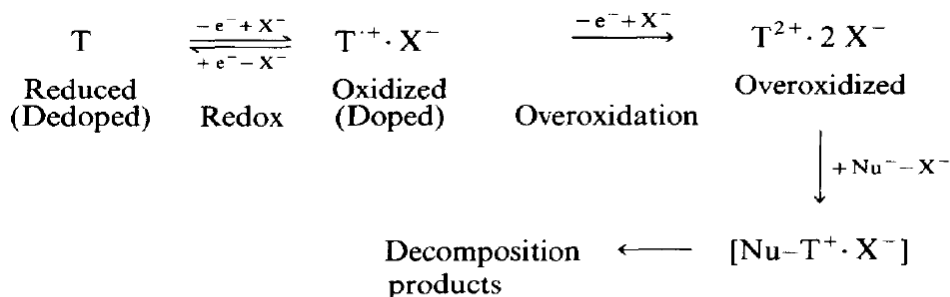 − e⁻ + X⁻ − e⁻ + X⁻
T T·⁺ · X⁻ T²⁺ · 2 X⁻
+ e⁻ − X⁻
Reduced Oxidized Overoxidized
(Dedoped) Redox (Doped) Overoxidation
+ Nu⁻ − X⁻
Decomposition [Nu–T⁺ · X⁻]
products